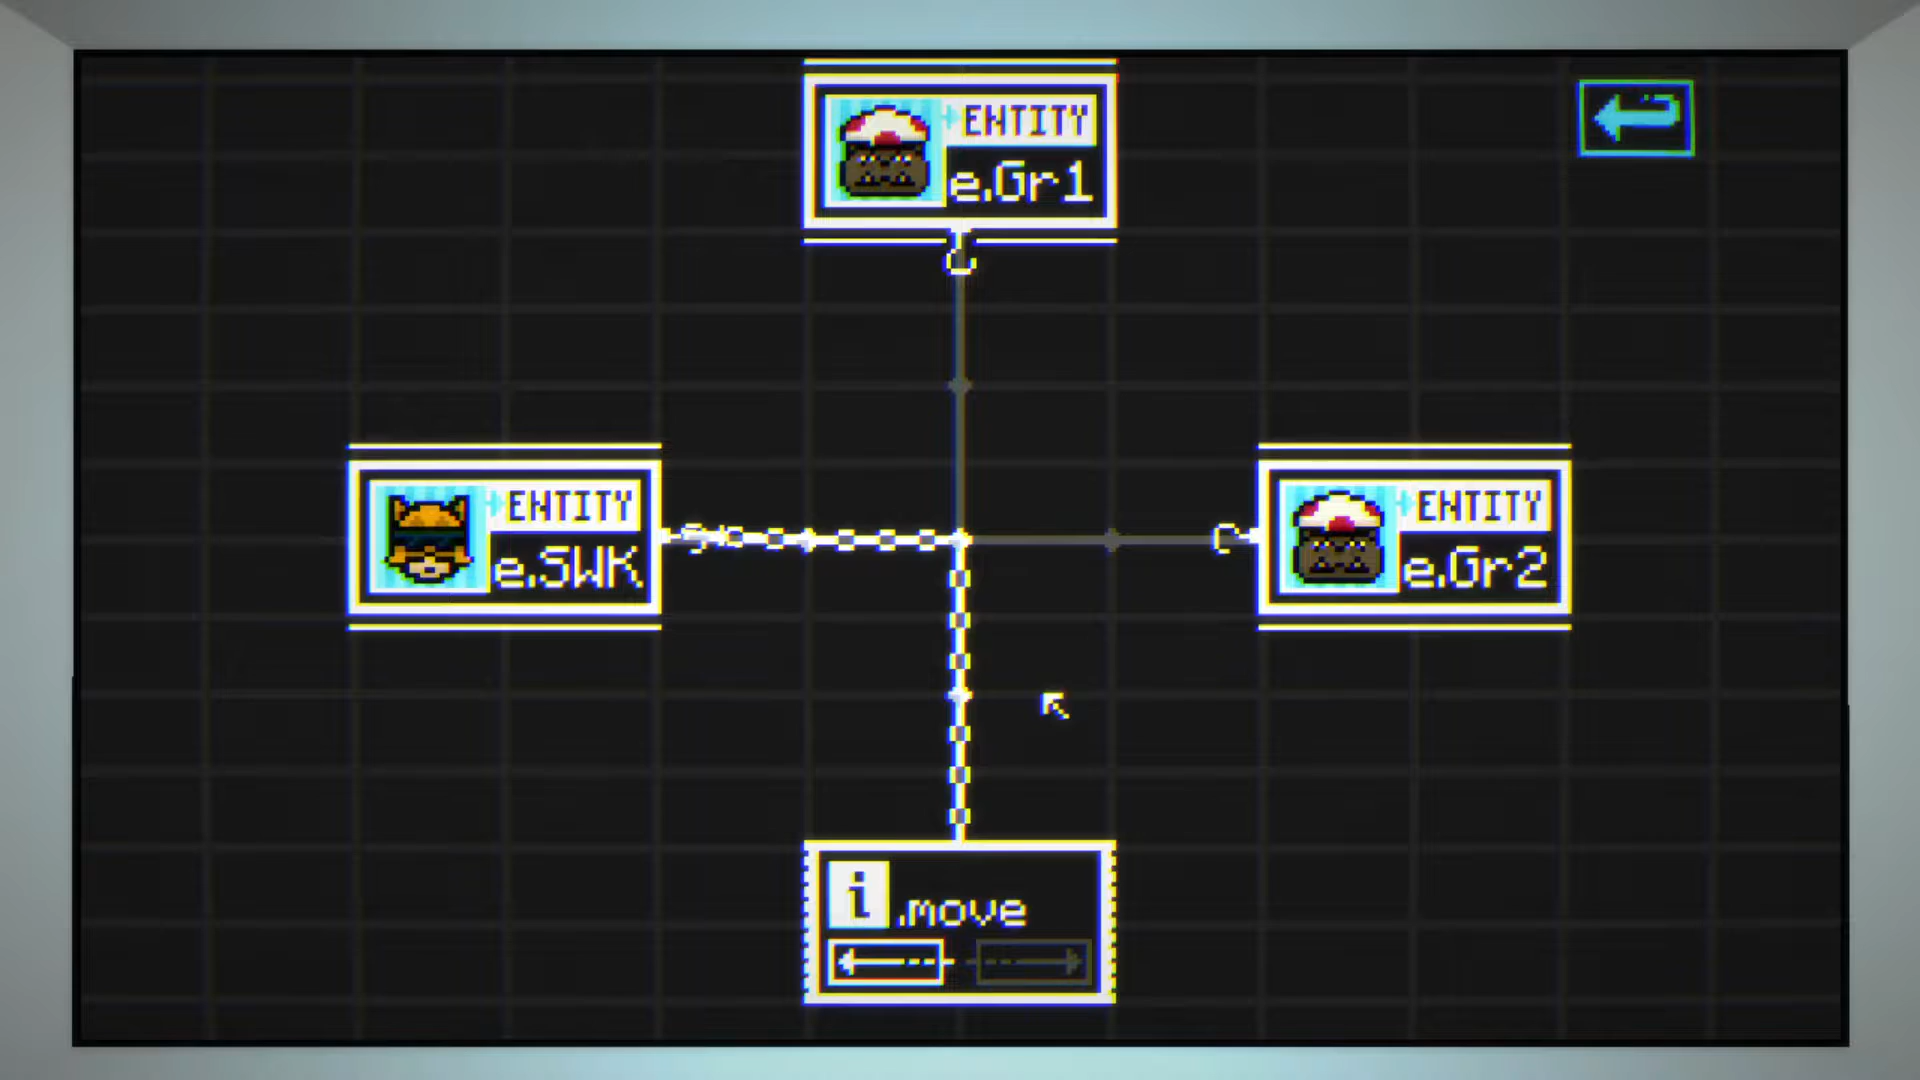 ENTITY
e.Gr1
ENTITY
e.SWK
ENTITY
e.Gr2
i .move